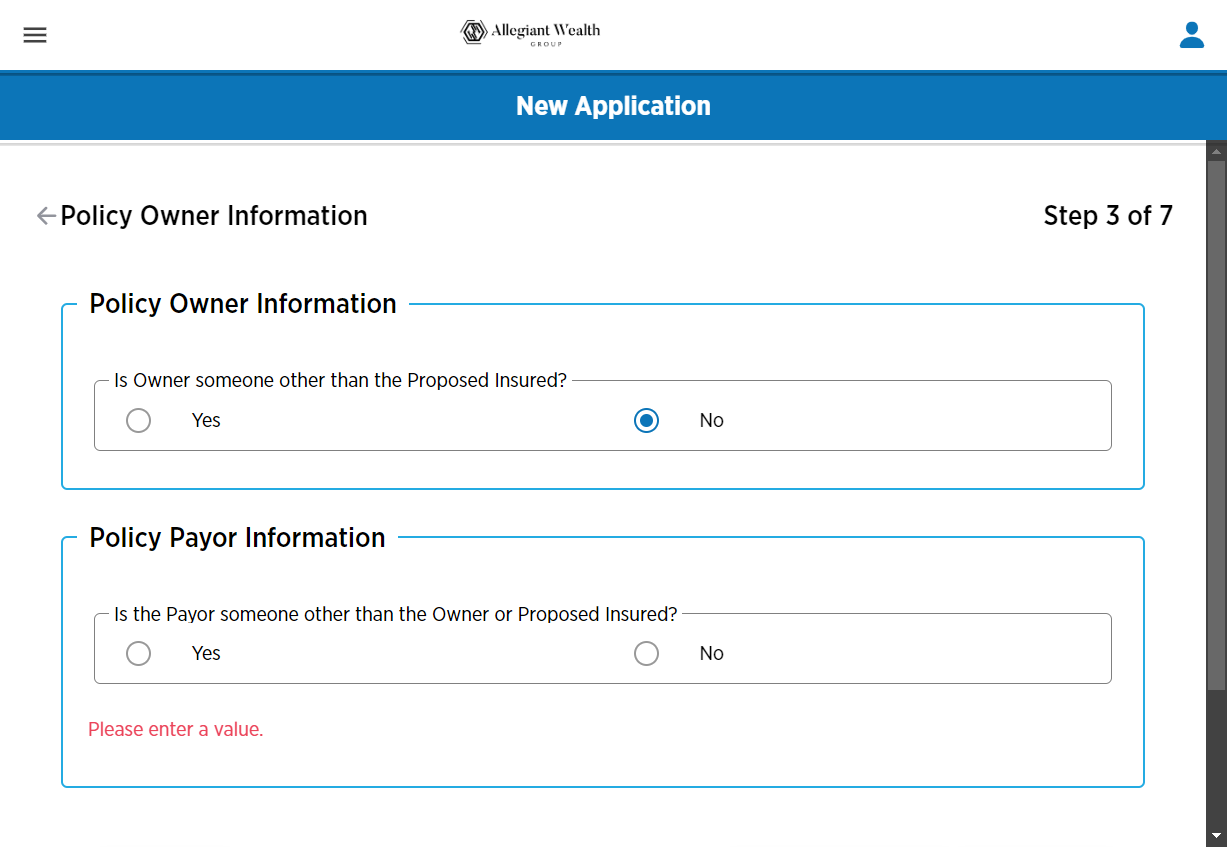 Allegiant Wealth
GROUP
New Application
Policy Owner Information
Step 3 of 7
Policy Owner Information
Is Owner someone other than the Proposed Insured?
Yes
No
Policy Payor Information
Is the Payor someone other than the Owner or Proposed Insured?
Yes
No
Please enter a value.